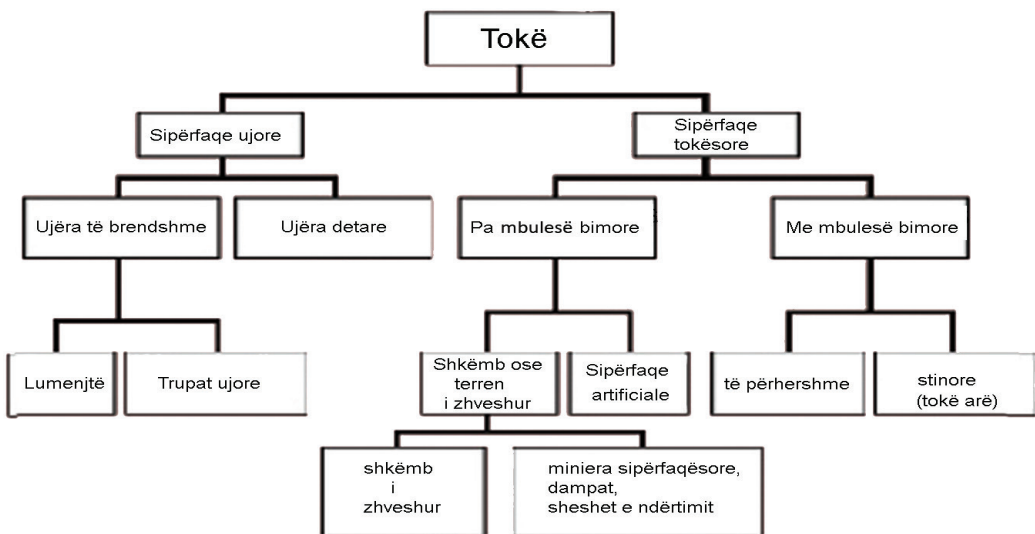 Tokë
Sipërfaqe ujore
Sipërfaqe
tokësore
Ujëra të brendshme
Ujëra detare
Pa mbulesë bimore
Me mbulesë bimore
Lumenjtë
Trupat ujore
Shkëmb ose
terren
i zhveshur
Sipërfaqe
artificiale
të përhershme
stinore
(tokë arë)
shkëmb
i
zhveshur
miniera sipërfaqësore,
dampat,
sheshet e ndërtimit